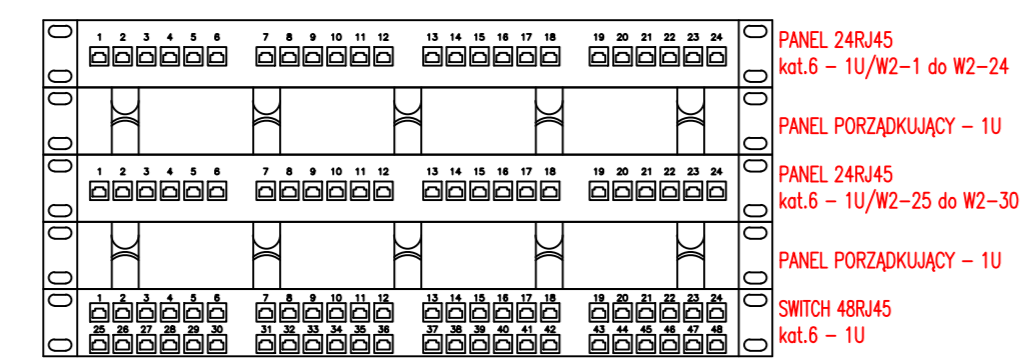 1 2 3 4 5 6 7 8 9 10 11 12 13 14 15 16 17 18 19 20 21 22 23 24
PANEL 24RJ45
kat.6 – 1U/W2–1 do W2–24
PANEL PORZĄDKUJĄCY – 1U
1 2 3 4 5 6 7 8 9 10 11 12 13 14 15 16 17 18 19 20 21 22 23 24
PANEL 24RJ45
kat.6 – 1U/W2–25 do W2–30
PANEL PORZĄDKUJĄCY – 1U
1 2 3 4 5 6 7 8 9 10 11 12 13 14 15 16 17 18 19 20 21 22 23 24
SWITCH 48RJ45
25 26 27 28 29 30 31 32 33 34 35 36 37 38 39 40 41 42 43 44 45 46 47 48
kat.6 – 1U